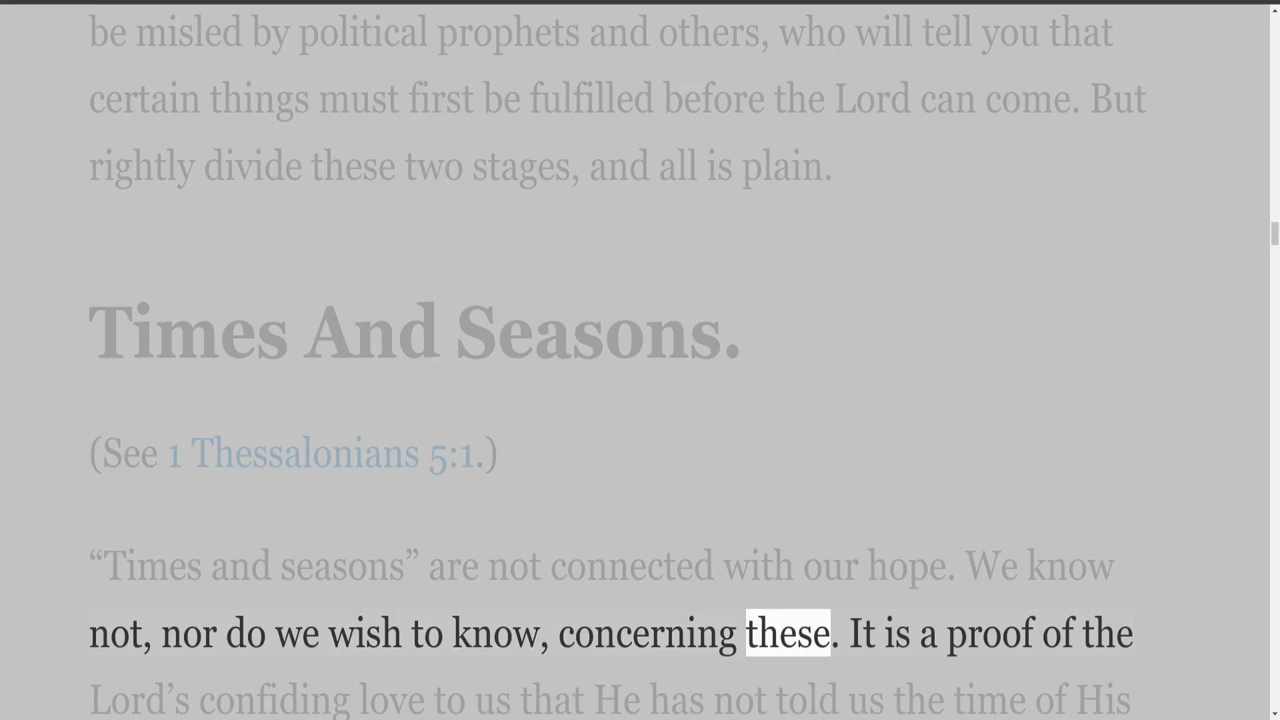 be misled by political prophets and others, who will tell you that
certain things must first be fulfilled before the Lord can come. But
rightly divide these two stages, and all is plain.
Times And Seasons.
(See 1 Thessalonians 5:1.)
“Times and seasons” are not connected with our hope. We know
not, nor do we wish to know, concerning these. It is a proof of the
Lord’s confiding love to us that He has not told us the time of His